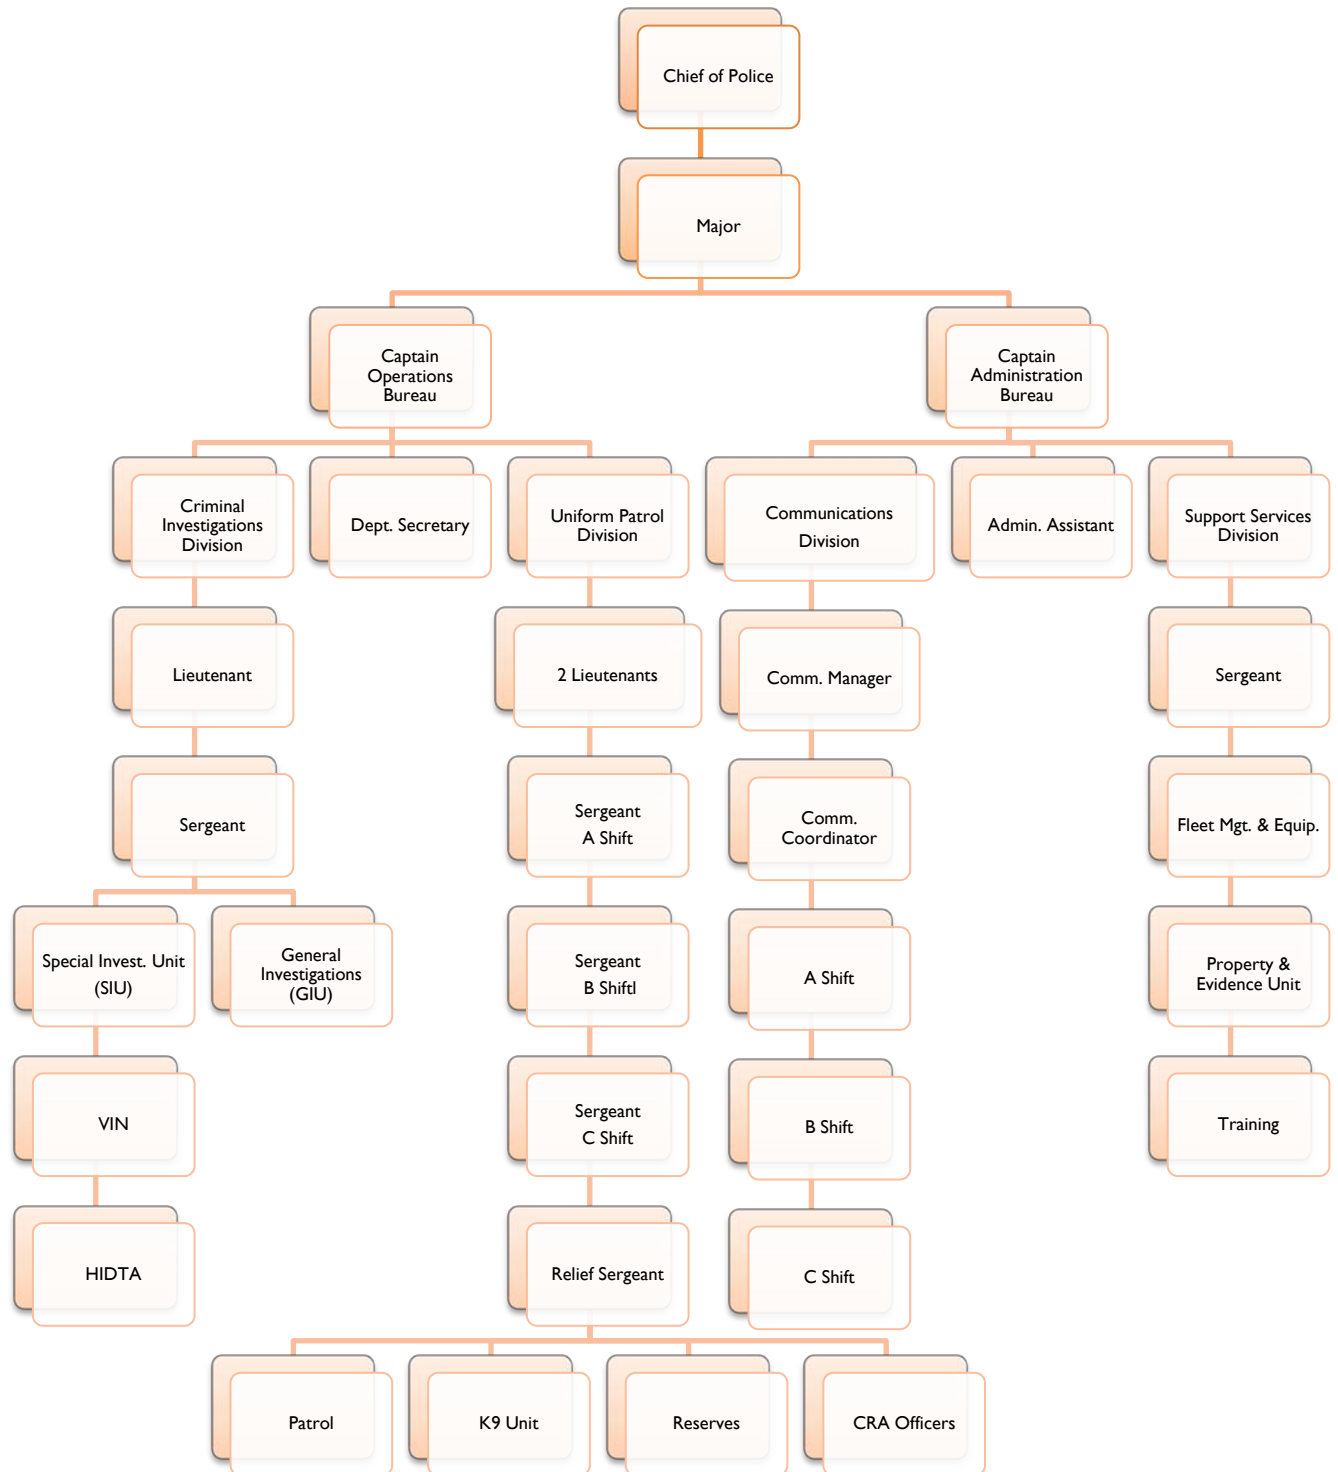 Chief of Police
Major
Captain
Operations
Bureau
Captain
Administration
Bureau
Criminal
Investigations
Division
Dept. Secretary
Uniform Patrol
Division
Communications
Division
Admin. Assistant
Support Services
Division
Lieutenant
2 Lieutenants
Comm. Manager
Sergeant
Sergeant
Sergeant
A Shift
Comm.
Coordinator
Fleet Mgt. & Equip.
Special Invest. Unit
(SIU)
General
Investigations
(GIU)
Sergeant
B Shiftl
A Shift
Property &
Evidence Unit
VIN
Sergeant
C Shift
B Shift
Training
HIDTA
Relief Sergeant
C Shift
Patrol
K9 Unit
Reserves
CRA Officers